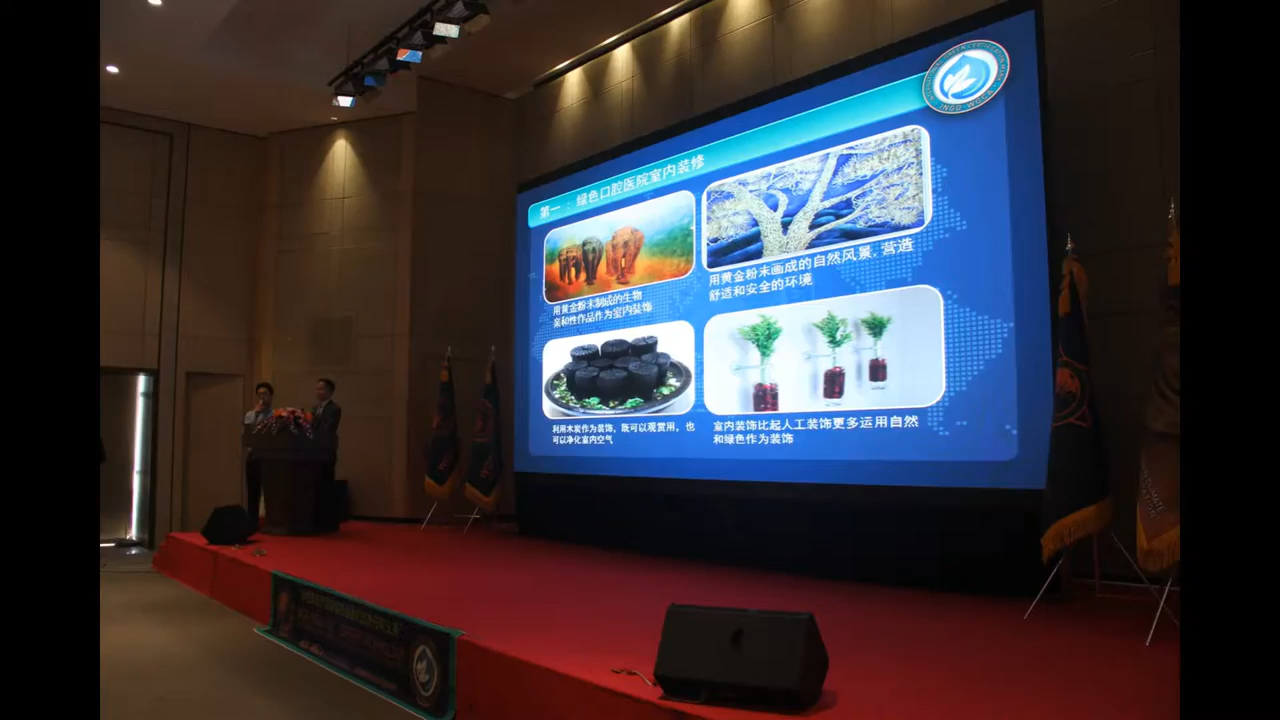 第一：绿色口腔医院室内装修
用黄金粉末制成的生物
亲和性作品作为室内装饰
用黄金粉末画成的自然风景，营造
舒适和安全的环境
利用木炭作为装饰，既可以观赏用，也
可以净化室内空气
室内装饰比起人工装饰更多运用自然
和绿色作为装饰
INGO WGCA